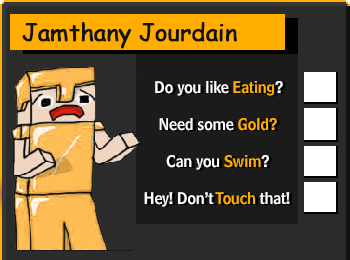 Jamthany Jourdain
Do you like Eating?
Need some Gold?
Can you Swim?
Hey! Don't Touch that!